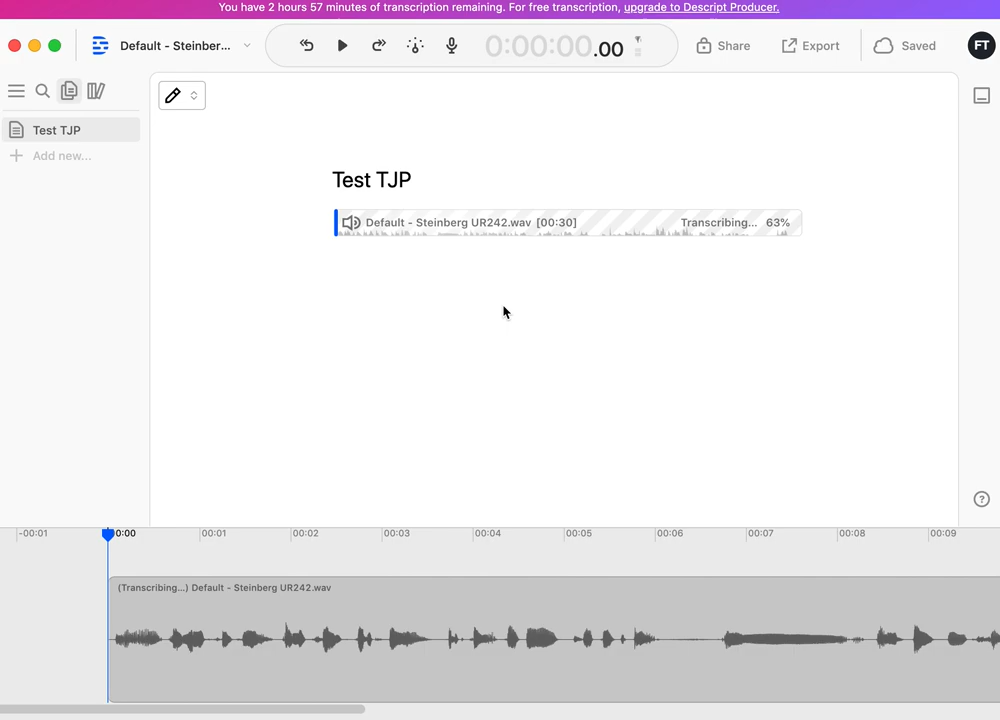 You have 2 hours 57 minutes of transcription remaining. For free transcription, upgrade to Descript Producer.
Default - Steinber...
0:00:00.00
Share
Export
Saved
FT
Test TJP
Add new...
Test TJP
Default - Steinberg UR242.wav [00:30] Transcribing... 63%
?
-00:01 0:00 00:01 00:02 00:03 00:04 00:05 00:06 00:07 00:08 00:09
(Transcribing...) Default - Steinberg UR242.wav